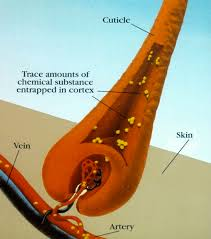 Cuticle
Trace amounts of
chemical substance
entrapped in cortex
Skin
Vein
Artery